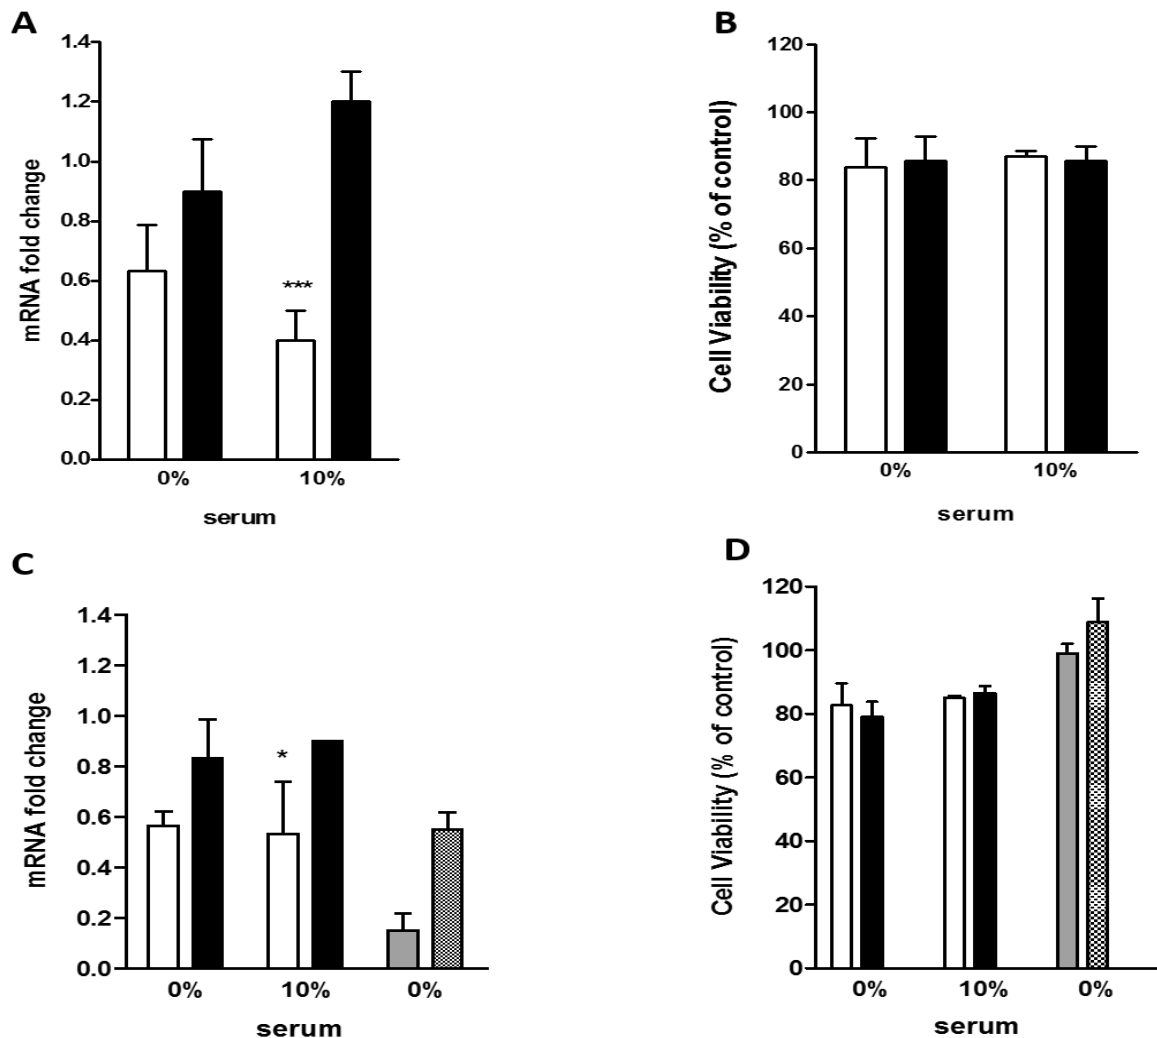 A
1.4
1.2
1.0
0.8
0.6
0.4
0.2
0.0
mRNA fold change
***
0% 10%
serum
B
120
100
80
60
40
20
0
Cell Viability (% of control)
0% 10%
serum
C
1.4
1.2
1.0
0.8
0.6
0.4
0.2
0.0
mRNA fold change
*
0% 10% 0%
serum
D
120
100
80
60
40
20
0
Cell Viability (% of control)
0% 10% 0%
serum